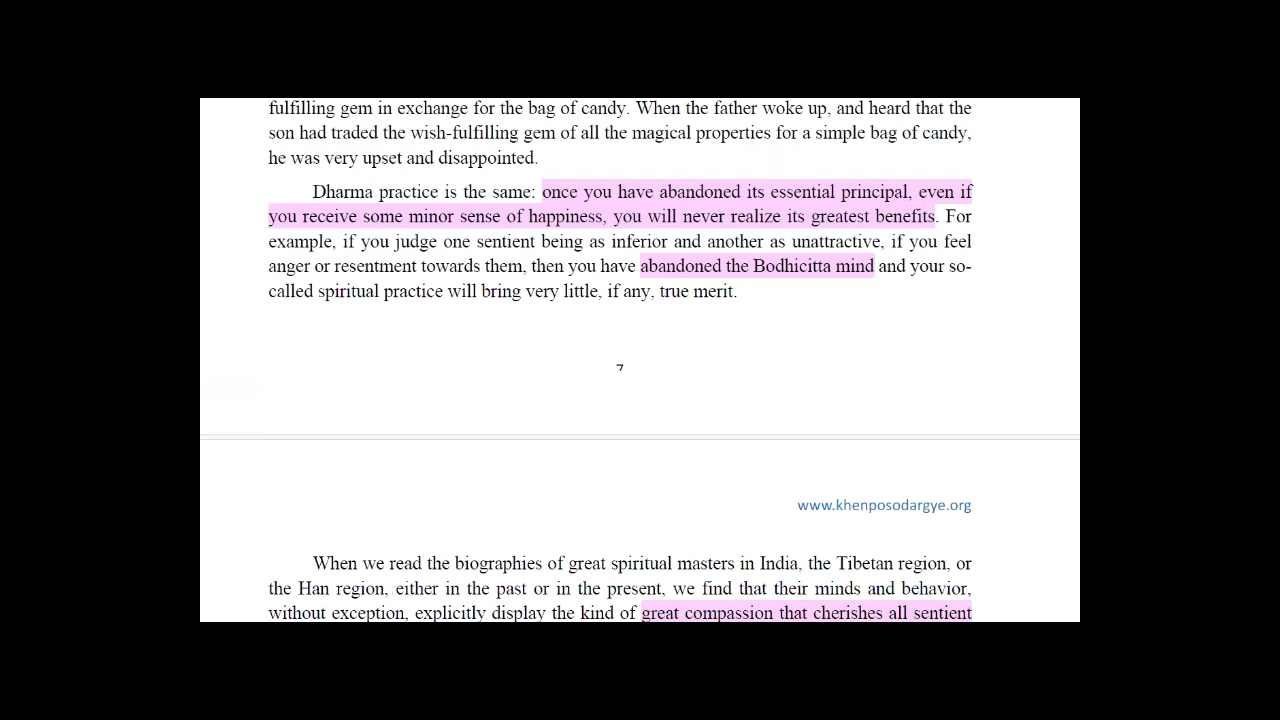 fulfilling gem in exchange for the bag of candy. When the father woke up, and heard that the
son had traded the wish-fulfilling gem of all the magical properties for a simple bag of candy,
he was very upset and disappointed.
Dharma practice is the same: once you have abandoned its essential principal, even if
you receive some minor sense of happiness, you will never realize its greatest benefits. For
example, if you judge one sentient being as inferior and another as unattractive, if you feel
anger or resentment towards them, then you have abandoned the Bodhicitta mind and your so-
called spiritual practice will bring very little, if any, true merit.
7
www.khenposodargye.org
When we read the biographies of great spiritual masters in India, the Tibetan region, or
the Han region, either in the past or in the present, we find that their minds and behavior,
without exception, explicitly display the kind of great compassion that cherishes all sentient